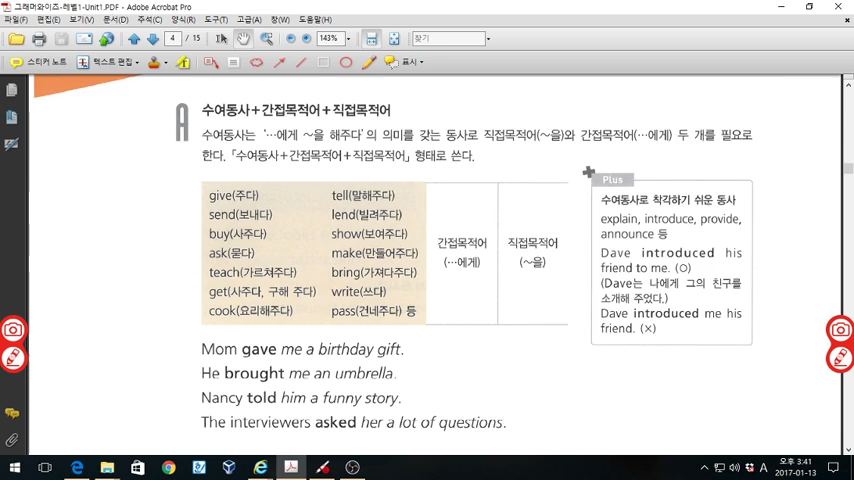 그래머와이즈-레벨1-Unit1.PDF - Adobe Acrobat Pro
파일(F) 편집(E) 보기(V) 문서(D) 주석(C) 양식(R) 도구(T) 고급(A) 창(W) 도움말(H)
4 / 15 143% 찾기
스티커 노트 텍스트 편집 표시
A 수여동사+간접목적어+직접목적어
수여동사는 '…에게 ~을 해주다'의 의미를 갖는 동사로 직접목적어(~을)와 간접목적어(…에게) 두 개를 필요로
한다. 「수여동사+간접목적어+직접목적어」 형태로 쓴다.
give(주다) tell(말해주다)
send(보내다) lend(빌려주다)
buy(사주다) show(보여주다)
ask(묻다) make(만들어주다)
teach(가르쳐주다) bring(가져다주다)
get(사주다, 구해 주다) write(쓰다)
cook(요리해주다) pass(건네주다) 등
간접목적어 직접목적어
(…에게) (~을)
Plus
수여동사로 착각하기 쉬운 동사
explain, introduce, provide,
announce 등
Dave introduced his
friend to me. (○)
(Dave는 나에게 그의 친구를
소개해 주었다.)
Dave introduced me his
friend. (×)
Mom gave me a birthday gift.
He brought me an umbrella.
Nancy told him a funny story.
The interviewers asked her a lot of questions.
A 오후 3:41
2017-01-13